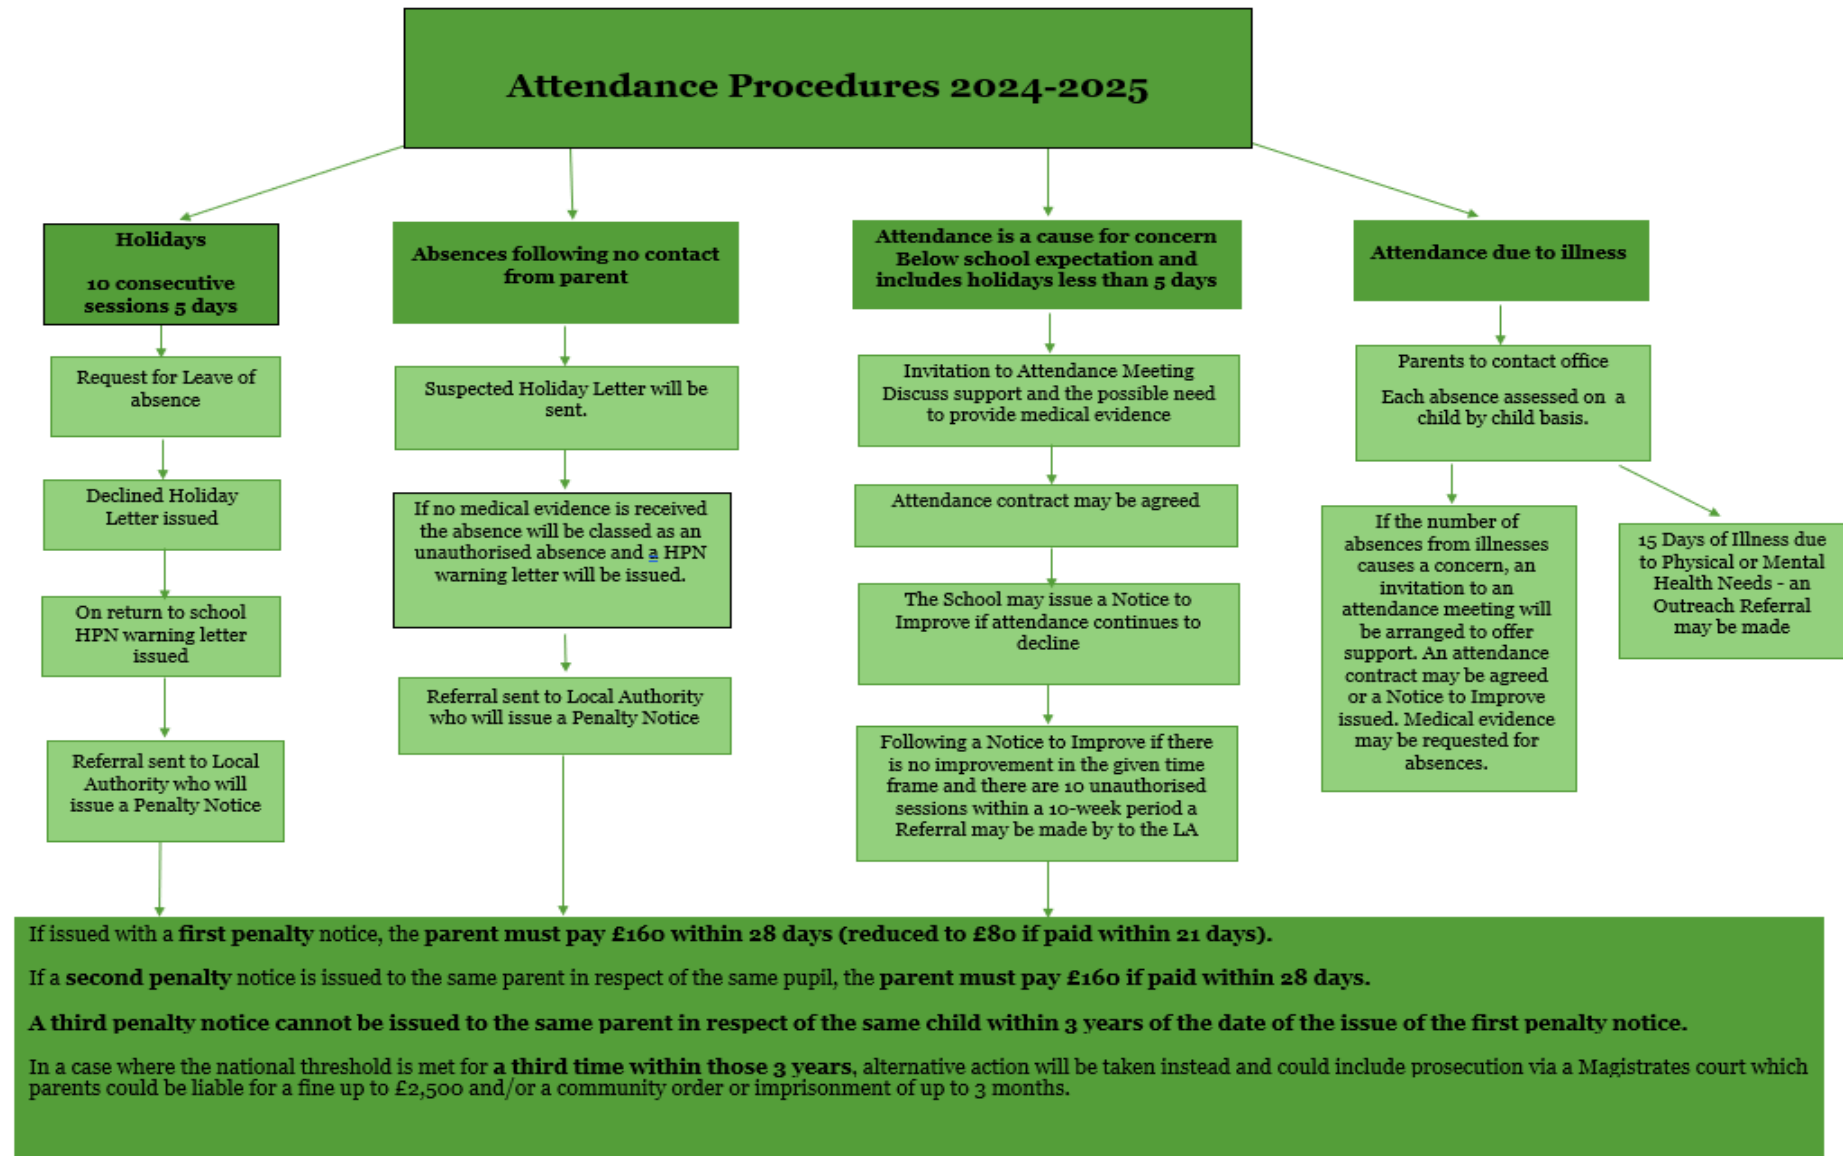 Attendance Procedures 2024-2025
Holidays
10 consecutive
sessions 5 days
Request for Leave of
absence
Declined Holiday
Letter issued
On return to school
HPN warning letter
issued
Referral sent to Local
Authority who will
issue a Penalty Notice
Absences following no contact
from parent
Suspected Holiday Letter will be
sent.
If no medical evidence is received
the absence will be classed as an
unauthorised absence and a HPN
warning letter will be issued.
Referral sent to Local Authority
who will issue a Penalty Notice
Attendance is a cause for concern
Below school expectation and
includes holidays less than 5 days
Invitation to Attendance Meeting
Discuss support and the possible need
to provide medical evidence
Attendance contract may be agreed
The School may issue a Notice to
Improve if attendance continues to
decline
Following a Notice to Improve if there
is no improvement in the given time
frame and there are 10 unauthorised
sessions within a 10-week period a
Referral may be made by to the LA
Attendance due to illness
Parents to contact office
Each absence assessed on a
child by child basis.
If the number of
absences from illnesses
causes a concern, an
invitation to an
attendance meeting will
be arranged to offer
support. An attendance
contract may be agreed
or a Notice to Improve
issued. Medical evidence
may be requested for
absences.
15 Days of Illness due
to Physical or Mental
Health Needs - an
Outreach Referral
may be made
If issued with a first penalty notice, the parent must pay £160 within 28 days (reduced to £80 if paid within 21 days).
If a second penalty notice is issued to the same parent in respect of the same pupil, the parent must pay £160 if paid within 28 days.
A third penalty notice cannot be issued to the same parent in respect of the same child within 3 years of the date of the issue of the first penalty notice.
In a case where the national threshold is met for a third time within those 3 years, alternative action will be taken instead and could include prosecution via a Magistrates court which
parents could be liable for a fine up to £2,500 and/or a community order or imprisonment of up to 3 months.